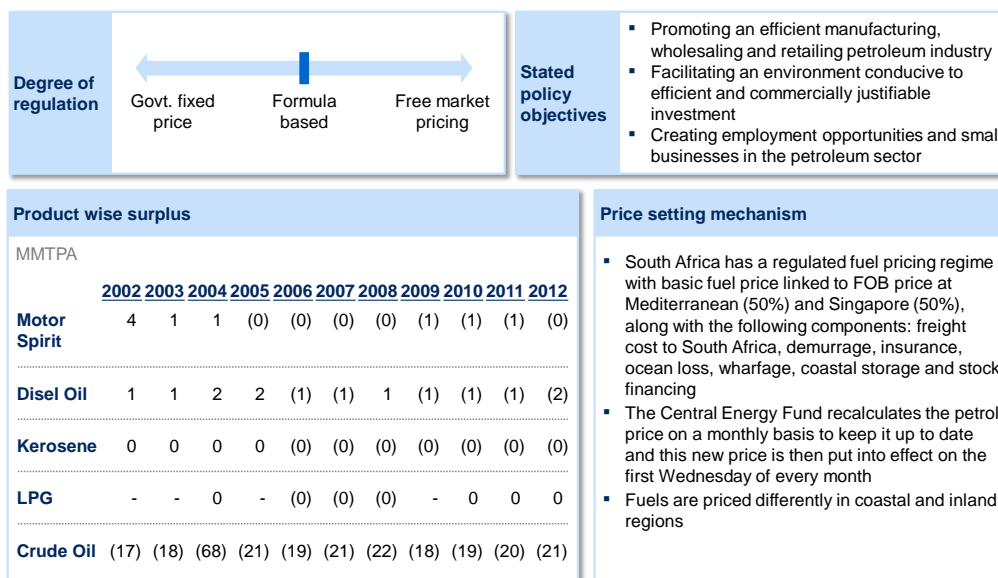 Degree of
regulation
Govt. fixed
price
Formula
based
Free market
pricing
Stated
policy
objectives
▪ Promoting an efficient manufacturing,
wholesaling and retailing petroleum industry
▪ Facilitating an environment conducive to
efficient and commercially justifiable
investment
▪ Creating employment opportunities and smal
businesses in the petroleum sector
Product wise surplus
MMTPA
2002 2003 2004 2005 2006 2007 2008 2009 2010 2011 2012
Motor
Spirit 4 1 1 (0) (0) (0) (0) (1) (1) (1) (0)
Disel Oil 1 1 2 2 (1) (1) 1 (1) (1) (1) (2)
Kerosene 0 0 0 0 (0) (0) (0) (0) (0) (0) (0)
LPG - - 0 - (0) (0) (0) - 0 0 0
Crude Oil (17) (18) (68) (21) (19) (21) (22) (18) (19) (20) (21)
Price setting mechanism
▪ South Africa has a regulated fuel pricing regime
with basic fuel price linked to FOB price at
Mediterranean (50%) and Singapore (50%),
along with the following components: freight
cost to South Africa, demurrage, insurance,
ocean loss, wharfage, coastal storage and stock
financing
▪ The Central Energy Fund recalculates the petrol
price on a monthly basis to keep it up to date
and this new price is then put into effect on the
first Wednesday of every month
▪ Fuels are priced differently in coastal and inland
regions